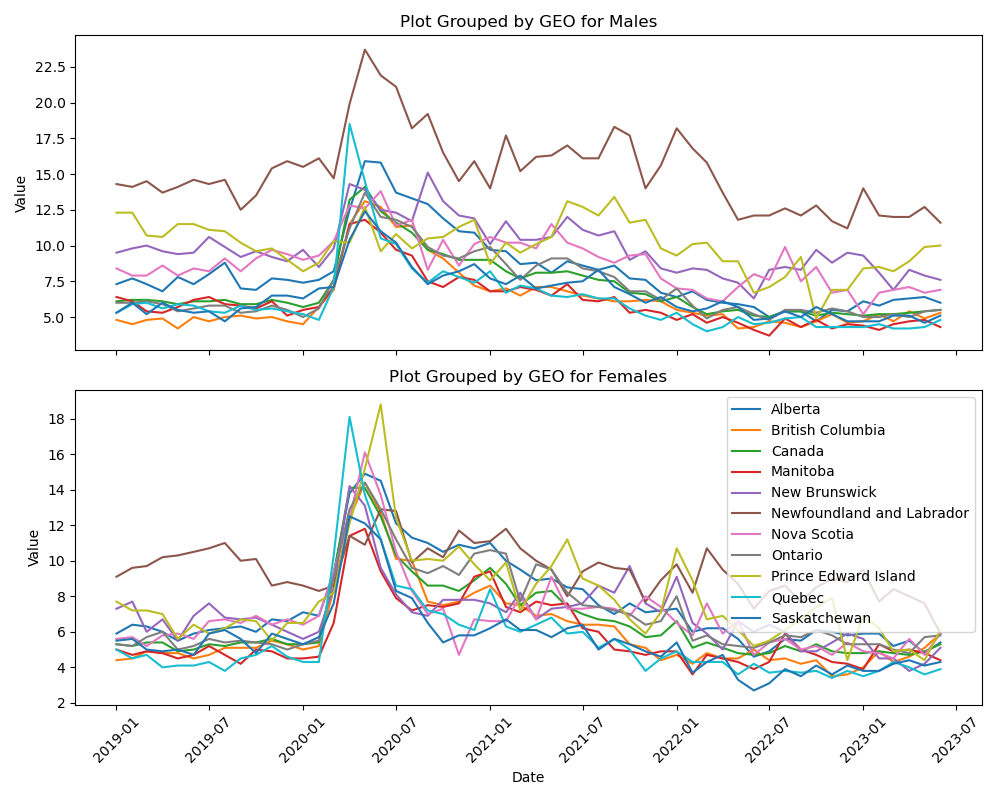 Plot Grouped by GEO for Males
Value
22.5
20.0
17.5
15.0
12.5
10.0
7.5
5.0
Plot Grouped by GEO for Females
Value
18
16
14
12
10
8
6
4
2
Alberta
British Columbia
Canada
Manitoba
New Brunswick
Newfoundland and Labrador
Nova Scotia
Ontario
Prince Edward Island
Quebec
Saskatchewan
2019-01
2019-07
2020-01
2020-07
2021-01
2021-07
2022-01
2022-07
2023-01
2023-07
Date